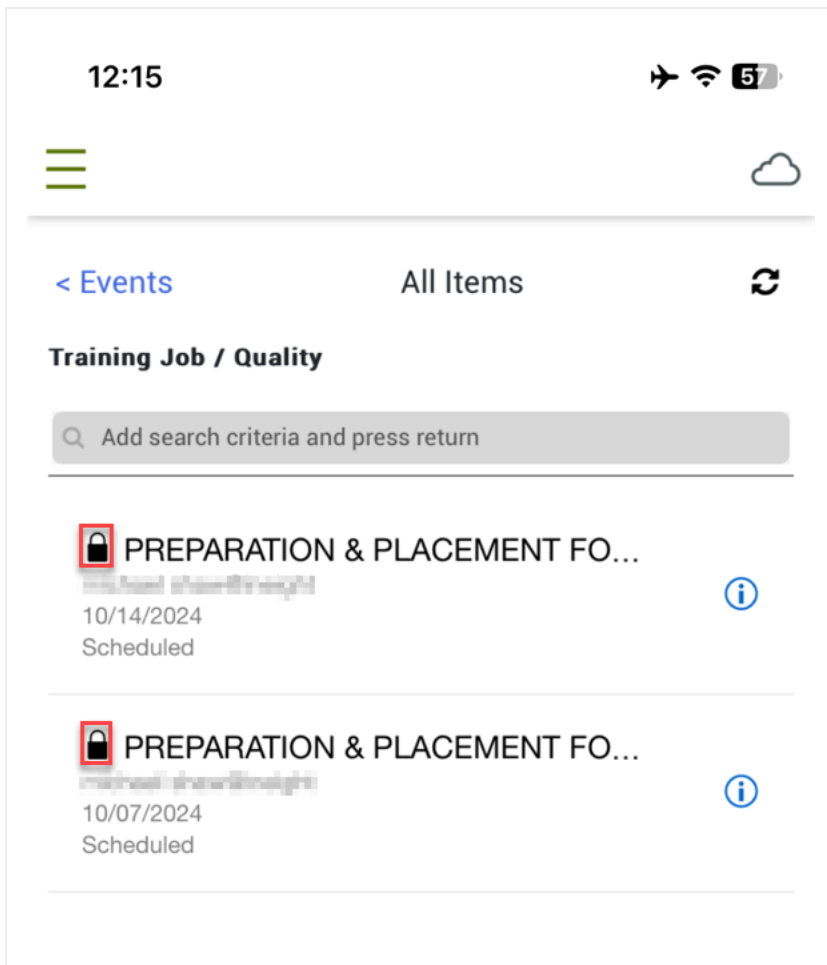 12:15
57
< Events
All Items
Training Job / Quality
Add search criteria and press return
PREPARATION & PLACEMENT FO...
10/14/2024
Scheduled
PREPARATION & PLACEMENT FO...
10/07/2024
Scheduled